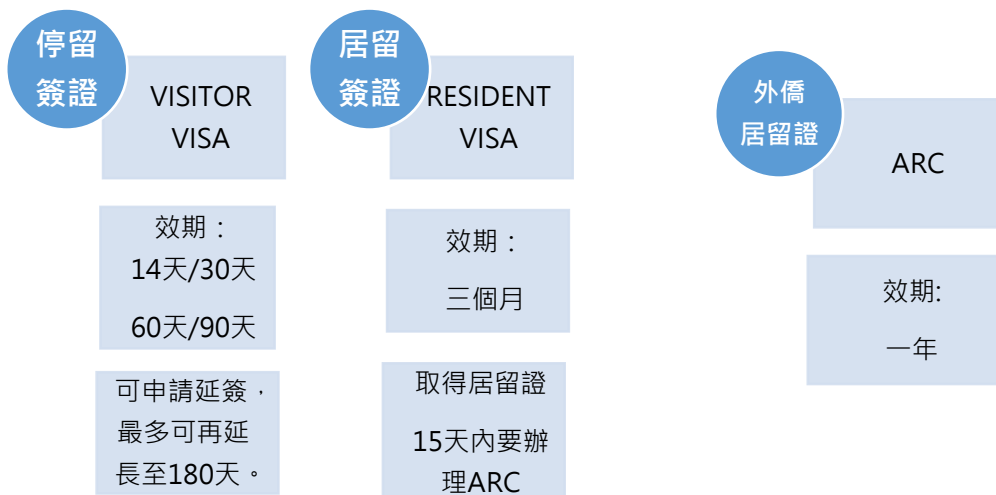 停留
簽證
VISITOR
VISA
效期：
14天/30天
60天/90天
可申請延簽，
最多可再延
長至180天。
居留
簽證
RESIDENT
VISA
效期：
三個月
取得居留證
15天內要辦
理ARC
外僑
居留證
ARC
效期:
一年